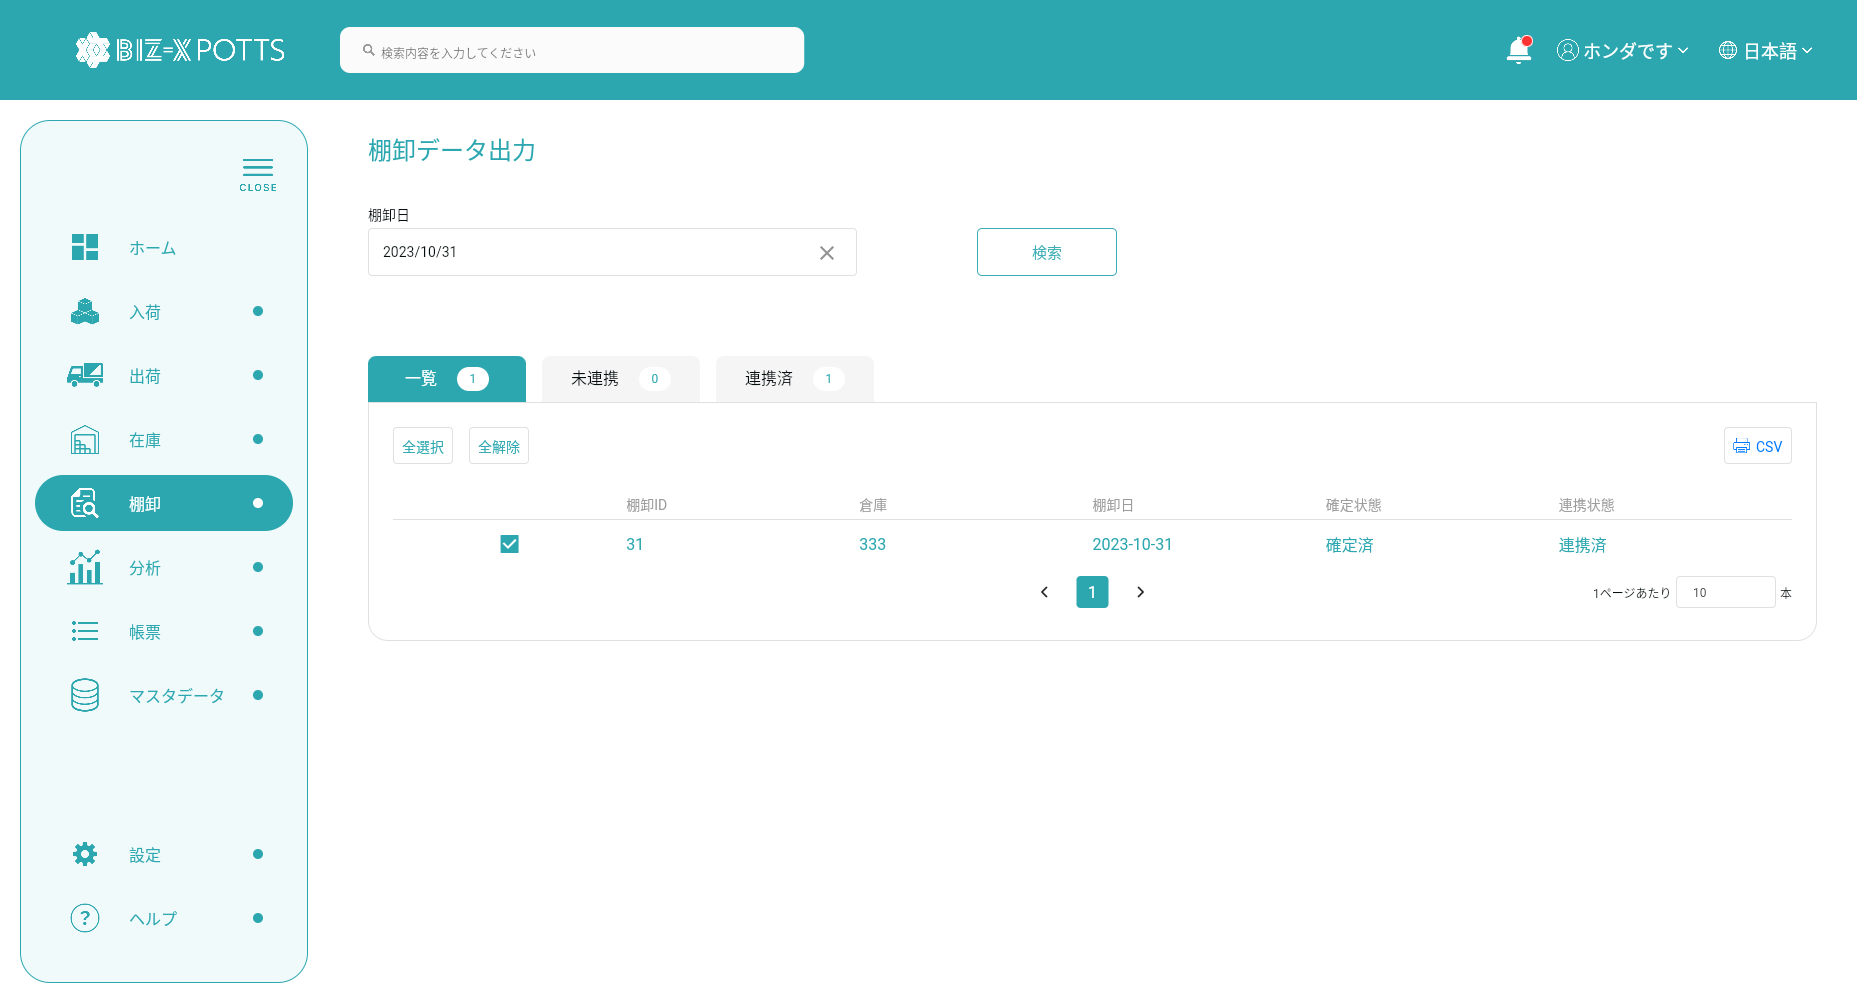 BIZ-X POTTS
検索内容を入力してください
ホンダです
日本語
CLOSE
ホーム
入荷
出荷
在庫
棚卸
分析
帳票
マスタデータ
設定
ヘルプ
棚卸データ出力
棚卸日
2023/10/31
検索
一覧 1
未連携 0
連携済 1
全選択 全解除
CSV
棚卸ID 倉庫 棚卸日 確定状態 連携状態
31 333 2023-10-31 確定済 連携済
1
1ページあたり 10 本